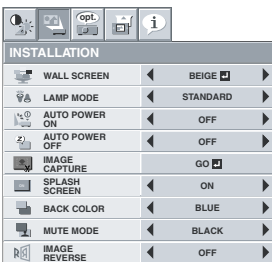 opt.
i
INSTALLATION
WALL SCREEN BEIGE
LAMP MODE STANDARD
AUTO POWER
ON OFF
AUTO POWER
OFF OFF
IMAGE
CAPTURE GO
SPLASH
SCREEN ON
BACK COLOR BLUE
MUTE MODE BLACK
IMAGE
REVERSE OFF